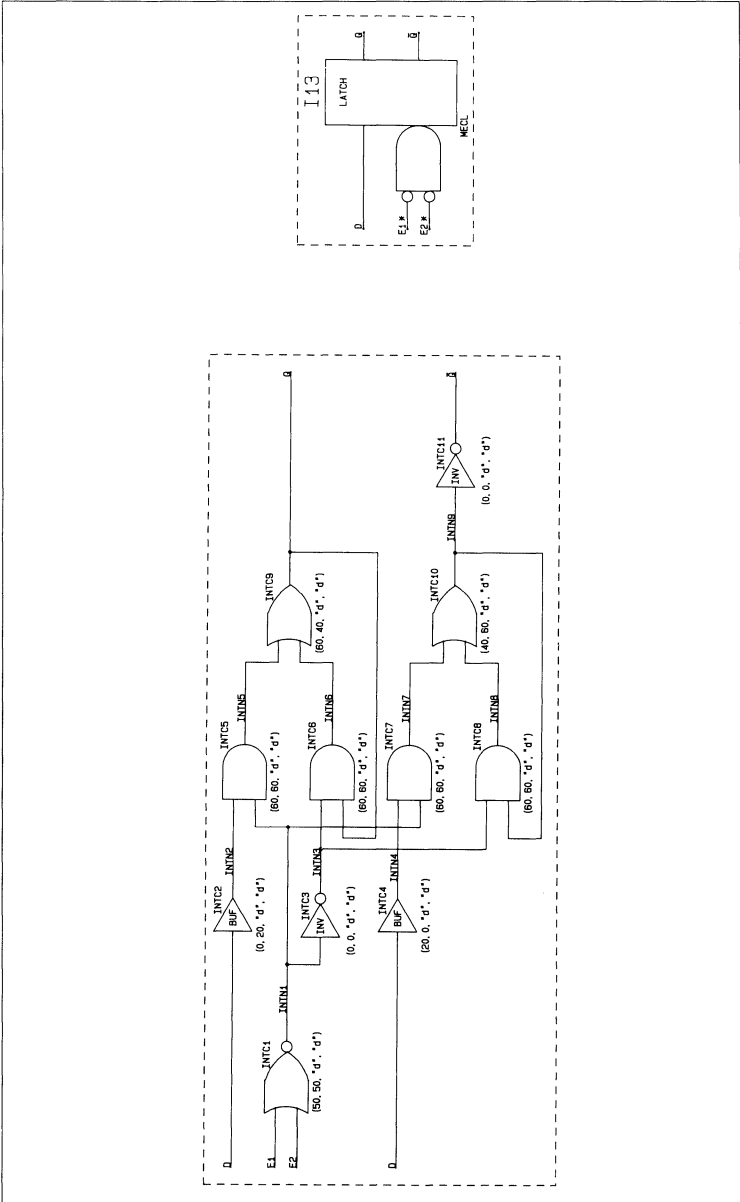 I13
LATCH
D
Q
E1*
E2*
Q̅
MECL
D
INTC2
BUF
(0, 20, "d", "d")
INTN2
INTC5
(60, 60, "d", "d")
INTN5
E1
E2
INTC1
(50, 50, "d", "d")
INTN1
INTC3
INV
(0, 0, "d", "d")
INTN3
INTC6
(60, 60, "d", "d")
INTN6
INTC9
(60, 40, "d", "d")
Q
D
INTC4
BUF
(20, 0, "d", "d")
INTN4
INTC7
(60, 60, "d", "d")
INTN7
INTC8
(60, 60, "d", "d")
INTN8
INTC10
(40, 60, "d", "d")
INTN9
INTC11
INV
(0, 0, "d", "d")
Q̅